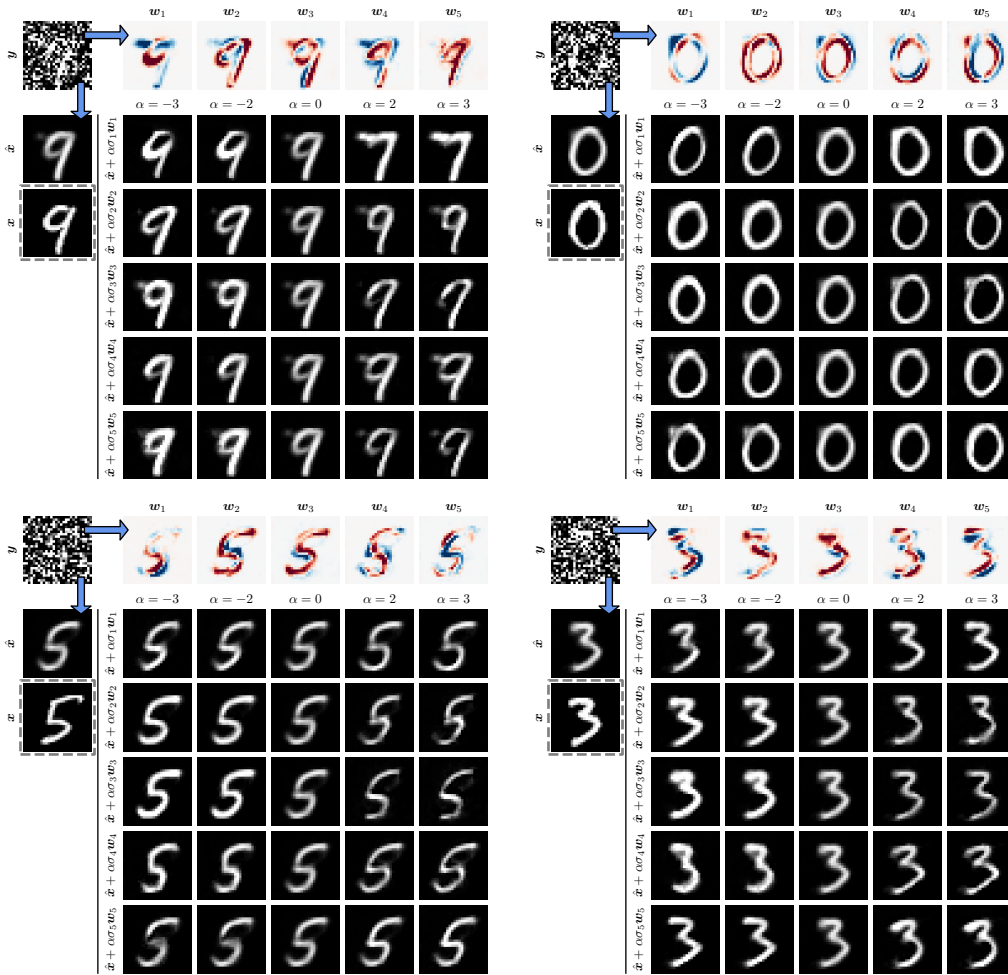 w₁ w₂ w₃ w₄ w₅
y
α = −3 α = −2 α = 0 α = 2 α = 3
x̂
x
x̂ + ασ₁w₁
x̂ + ασ₂w₂
x̂ + ασ₃w₃
x̂ + ασ₄w₄
x̂ + ασ₅w₅
w₁ w₂ w₃ w₄ w₅
y
α = −3 α = −2 α = 0 α = 2 α = 3
x̂
x
x̂ + ασ₁w₁
x̂ + ασ₂w₂
x̂ + ασ₃w₃
x̂ + ασ₄w₄
x̂ + ασ₅w₅
w₁ w₂ w₃ w₄ w₅
y
α = −3 α = −2 α = 0 α = 2 α = 3
x̂
x
x̂ + ασ₁w₁
x̂ + ασ₂w₂
x̂ + ασ₃w₃
x̂ + ασ₄w₄
x̂ + ασ₅w₅
w₁ w₂ w₃ w₄ w₅
y
α = −3 α = −2 α = 0 α = 2 α = 3
x̂
x
x̂ + ασ₁w₁
x̂ + ασ₂w₂
x̂ + ασ₃w₃
x̂ + ασ₄w₄
x̂ + ασ₅w₅